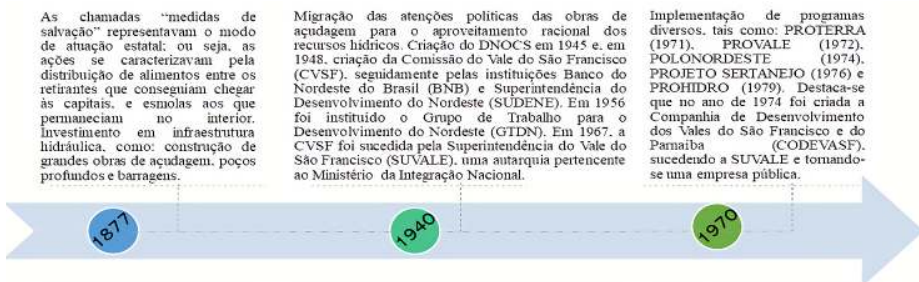 As chamadas “medidas de
salvação” representavam o modo
de atuação estatal; ou seja, as
ações se caracterizavam pela
distribuição de alimentos entre os
retirantes que conseguiam chegar
às capitais, e esmolas aos que
permaneciam no interior.
Investimento em infraestrutura
hidráulica, como: construção de
grandes obras de açudagem, poços
profundos e barragens.
Migração das atenções políticas das obras de
açudagem para o aproveitamento racional dos
recursos hídricos. Criação do DNOCS em 1945 e, em
1948, criação da Comissão do Vale do São Francisco
(CVSF), seguidamente pelas instituições Banco do
Nordeste do Brasil (BNB) e Superintendência do
Desenvolvimento do Nordeste (SUDENE). Em 1956
foi instituído o Grupo de Trabalho para o
Desenvolvimento do Nordeste (GTDN). Em 1967, a
CVSF foi sucedida pela Superintendência do Vale do
São Francisco (SUVALE), uma autarquia pertencente
ao Ministério da Integração Nacional.
Implementação de programas
diversos, tais como: PROTERRA
(1971), PROVALE (1972),
POLONORDESTE (1974),
PROJETO SERTANEJO (1976) e
PROHIDRO (1979). Destaca-se
que no ano de 1974 foi criada a
Companhia de Desenvolvimento
dos Vales do São Francisco e do
Parnaíba (CODEVASF),
sucedendo a SUVALE e tornando-
se uma empresa pública.
1877
1940
1970